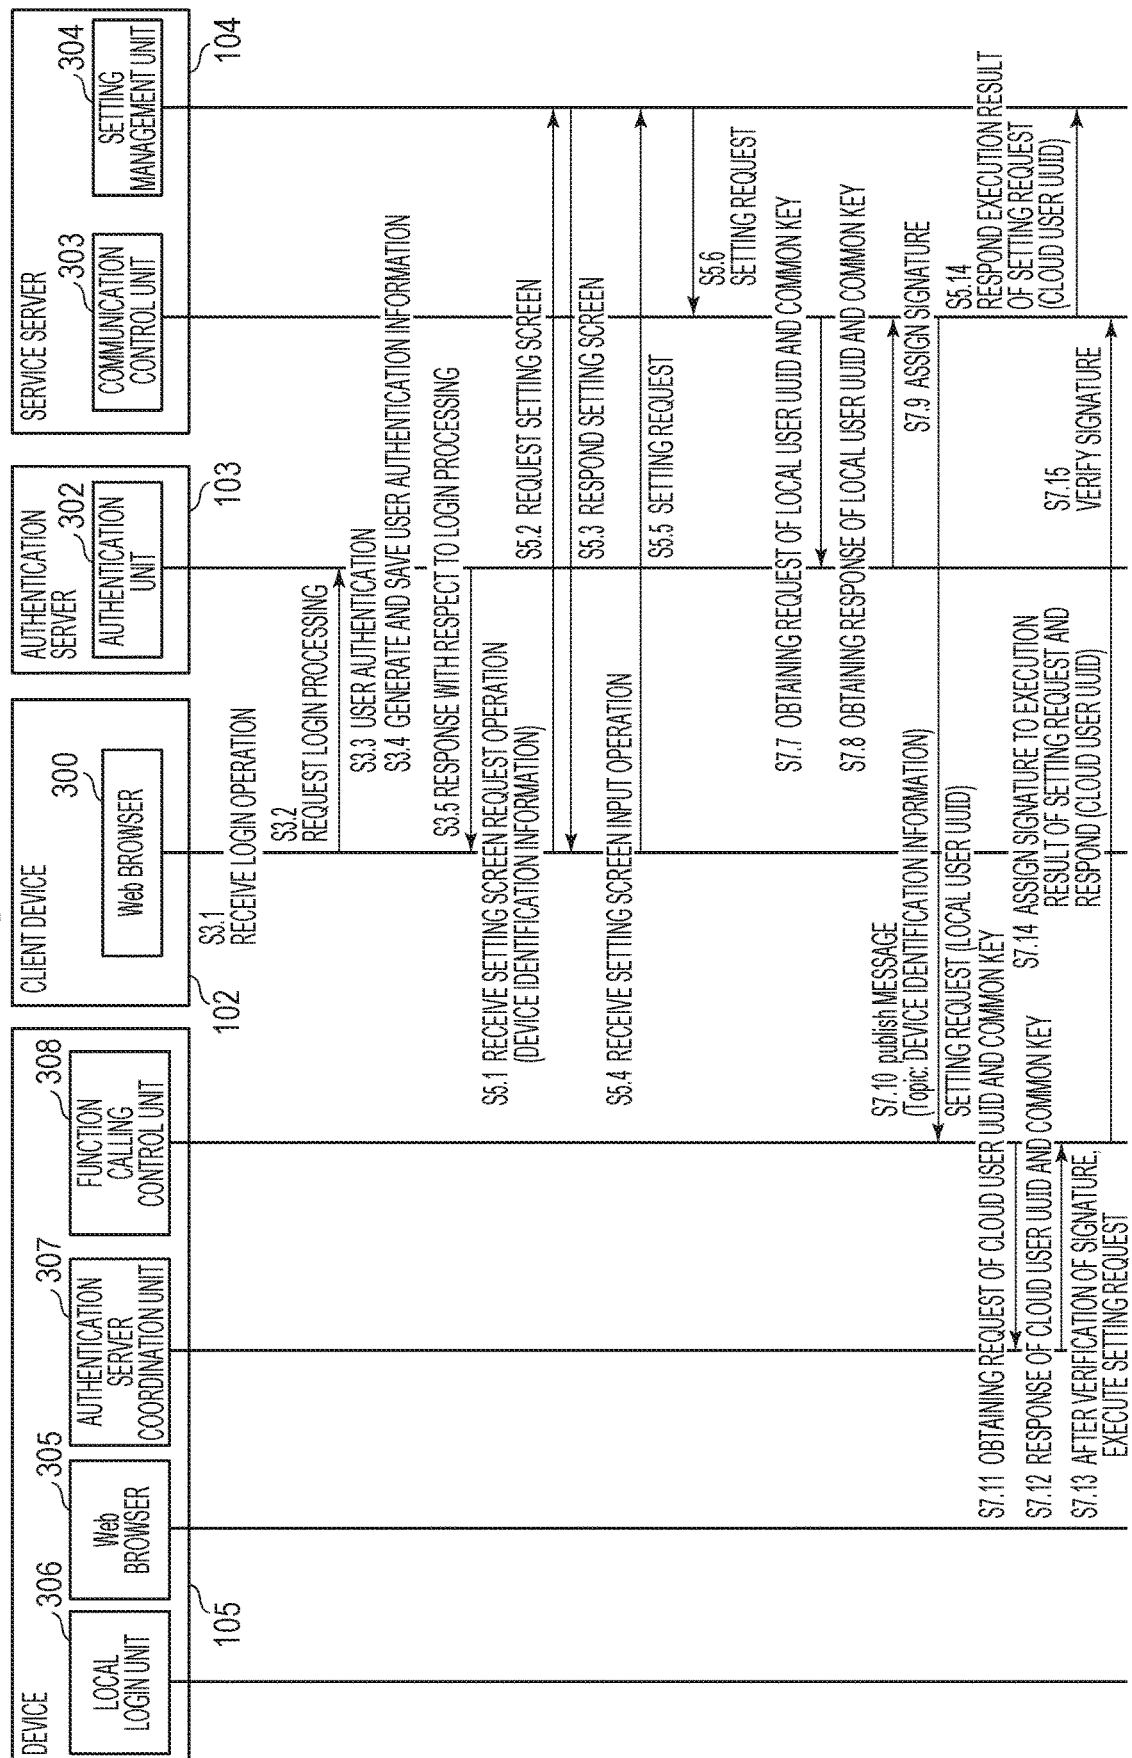 DEVICE
306
LOCAL
LOGIN UNIT
305
Web
BROWSER
307
AUTHENTICATION
SERVER
COORDINATION UNIT
308
FUNCTION
CALLING
CONTROL UNIT
105
CLIENT DEVICE
300
Web BROWSER
102
AUTHENTICATION
SERVER
302
AUTHENTICATION
UNIT
103
SERVICE SERVER
303
COMMUNICATION
CONTROL UNIT
304
SETTING
MANAGEMENT UNIT
104
S3.1
RECEIVE LOGIN OPERATION
S3.2
REQUEST LOGIN PROCESSING
S3.3 USER AUTHENTICATION
S3.4 GENERATE AND SAVE USER AUTHENTICATION INFORMATION
S3.5 RESPONSE WITH RESPECT TO LOGIN PROCESSING
S5.1 RECEIVE SETTING SCREEN REQUEST OPERATION
(DEVICE IDENTIFICATION INFORMATION)
S5.2 REQUEST SETTING SCREEN
S5.3 RESPOND SETTING SCREEN
S5.4 RECEIVE SETTING SCREEN INPUT OPERATION
S5.5 SETTING REQUEST
S5.6
SETTING REQUEST
S7.7 OBTAINING REQUEST OF LOCAL USER UUID AND COMMON KEY
S7.8 OBTAINING RESPONSE OF LOCAL USER UUID AND COMMON KEY
S7.9 ASSIGN SIGNATURE
S7.10 publish MESSAGE
(Topic: DEVICE IDENTIFICATION INFORMATION)
SETTING REQUEST (LOCAL USER UUID)
S7.11 OBTAINING REQUEST OF CLOUD USER UUID AND COMMON KEY
S7.12 RESPONSE OF CLOUD USER UUID AND COMMON KEY
S7.13 AFTER VERIFICATION OF SIGNATURE,
EXECUTE SETTING REQUEST
S7.14 ASSIGN SIGNATURE TO EXECUTION
RESULT OF SETTING REQUEST AND
RESPOND (CLOUD USER UUID)
S7.15
VERIFY SIGNATURE
S5.14
RESPOND EXECUTION RESULT
OF SETTING REQUEST
(CLOUD USER UUID)